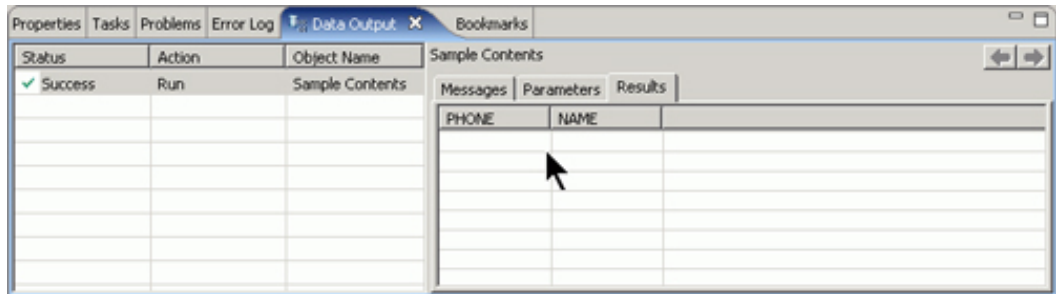 Properties Tasks Problems Error Log Data Output Bookmarks
Status Action Object Name
Success Run Sample Contents
Sample Contents
Messages Parameters Results
PHONE NAME